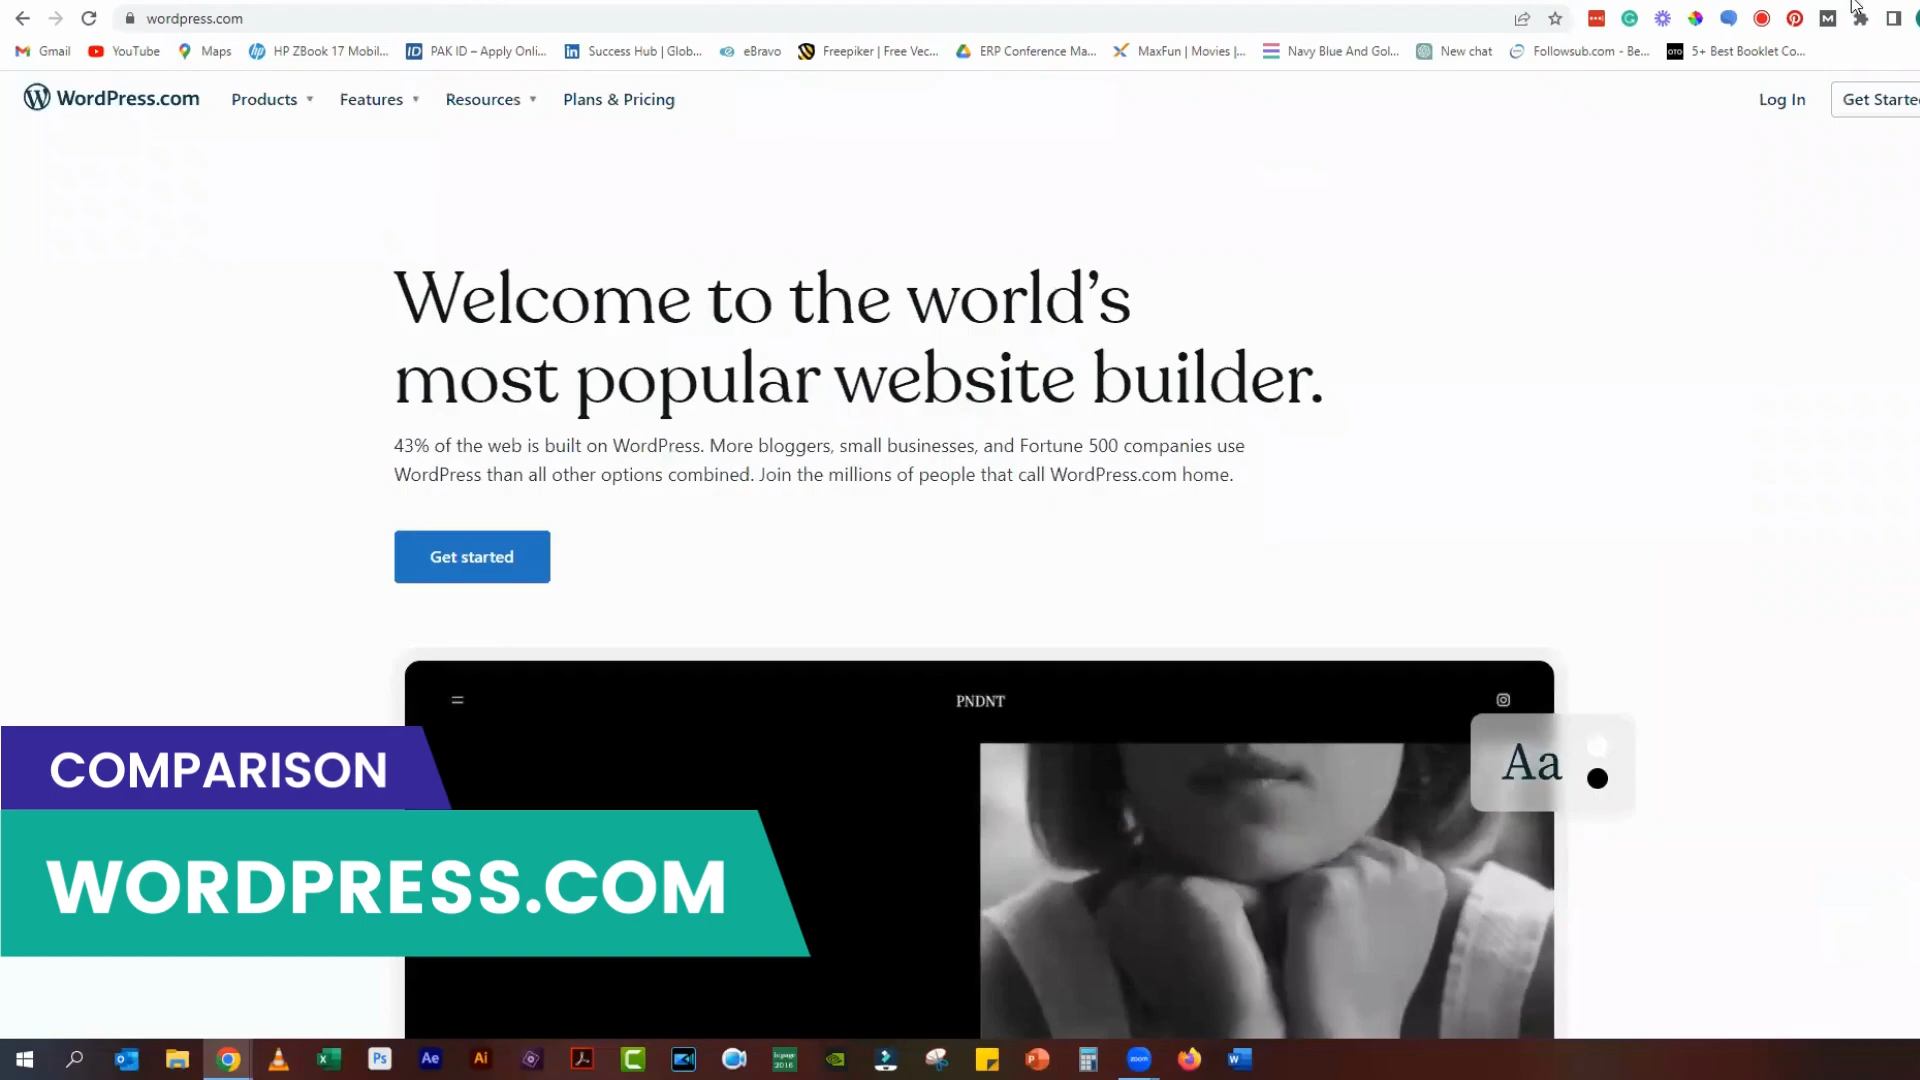 wordpress.com
Gmail
YouTube
Maps
HP ZBook 17 Mobil...
PAK ID – Apply Onli...
Success Hub | Glob...
eBravo
Freepiker | Free Vec...
ERP Conference Ma...
MaxFun | Movies |...
Navy Blue And Gol...
New chat
Followsub.com - Be...
5+ Best Booklet Co...
WordPress.com
Products
Features
Resources
Plans & Pricing
Log In
Get Starte
Welcome to the world’s
most popular website builder.
43% of the web is built on WordPress. More bloggers, small businesses, and Fortune 500 companies use
WordPress than all other options combined. Join the millions of people that call WordPress.com home.
Get started
PNDNT
Aa
COMPARISON
WORDPRESS.COM
Ps
Ae
Ai
2016
zoom